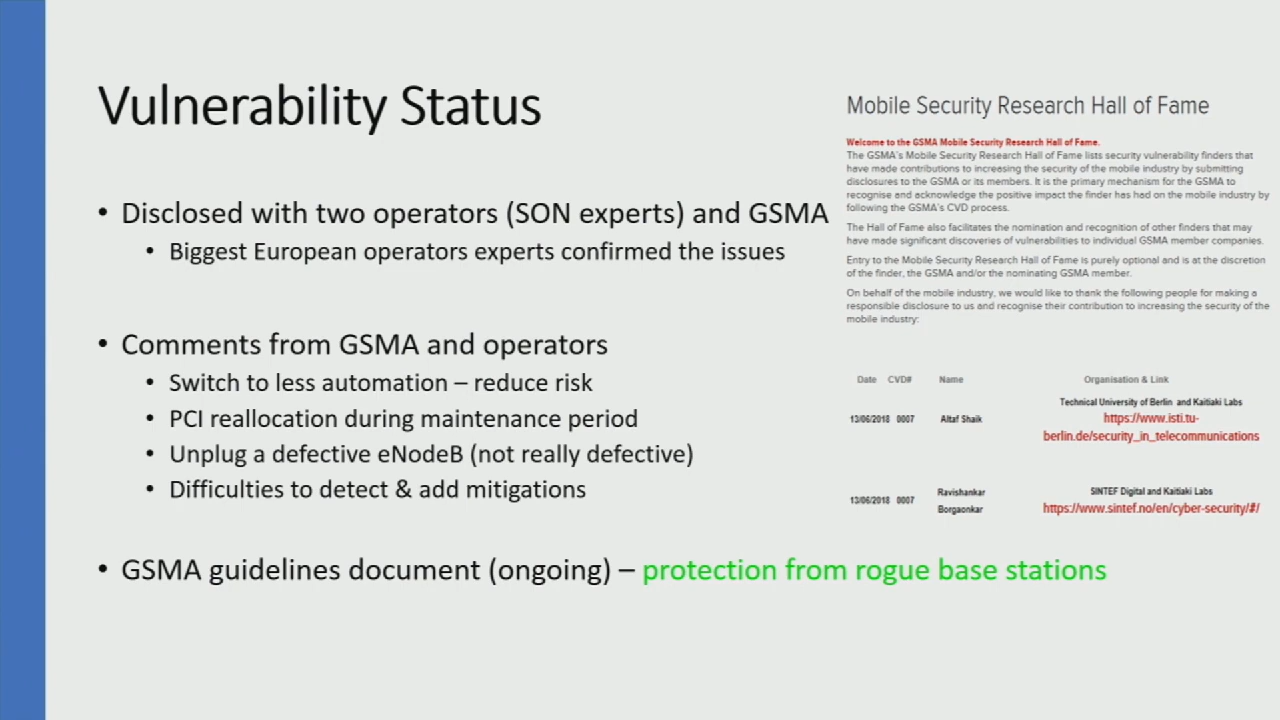 Vulnerability Status
• Disclosed with two operators (SON experts) and GSMA
• Biggest European operators experts confirmed the issues
• Comments from GSMA and operators
• Switch to less automation – reduce risk
• PCI reallocation during maintenance period
• Unplug a defective eNodeB (not really defective)
• Difficulties to detect & add mitigations
• GSMA guidelines document (ongoing) – protection from rogue base stations
Mobile Security Research Hall of Fame
Welcome to the GSMA Mobile Security Research Hall of Fame.
The GSMA's Mobile Security Research Hall of Fame lists security vulnerability finders that
have made contributions to increasing the security of the mobile industry by submitting
disclosures to the GSMA or its members. It is the primary mechanism for the GSMA to
recognise and acknowledge the positive impact the finder has had on the mobile industry by
following the GSMA's CVD process.
The Hall of Fame also facilitates the nomination and recognition of other finders that may
have made significant discoveries of vulnerabilities to individual GSMA member companies.
Entry to the Mobile Security Research Hall of Fame is purely optional and is at the discretion
of the finder, the GSMA and/or the nominating GSMA member.
On behalf of the mobile industry, we would like to thank the following people for making a
responsible disclosure to us and recognise their contribution to increasing the security of the
mobile industry:
Date CVD# Name Organisation & Link
Technical University of Berlin and Kaitiaki Labs
13/06/2018 0007 Altaf Shaik https://www.isti.tu-
berlin.de/security_in_telecommunications
Ravishankar SINTEF Digital and Kaitiaki Labs
13/06/2018 0007
Borgaonkar https://www.sintef.no/en/cyber-security/#/